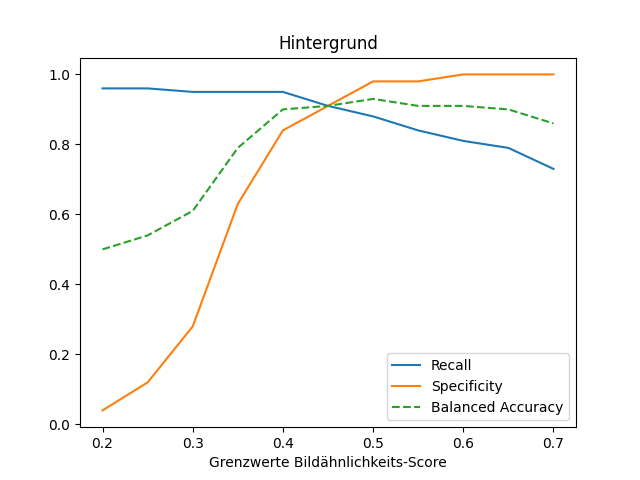 Hintergrund
1.0
0.8
0.6
0.4
0.2
0.0
0.2 0.3 0.4 0.5 0.6 0.7
Grenzwerte Bildähnlichkeits-Score
Recall
Specificity
Balanced Accuracy